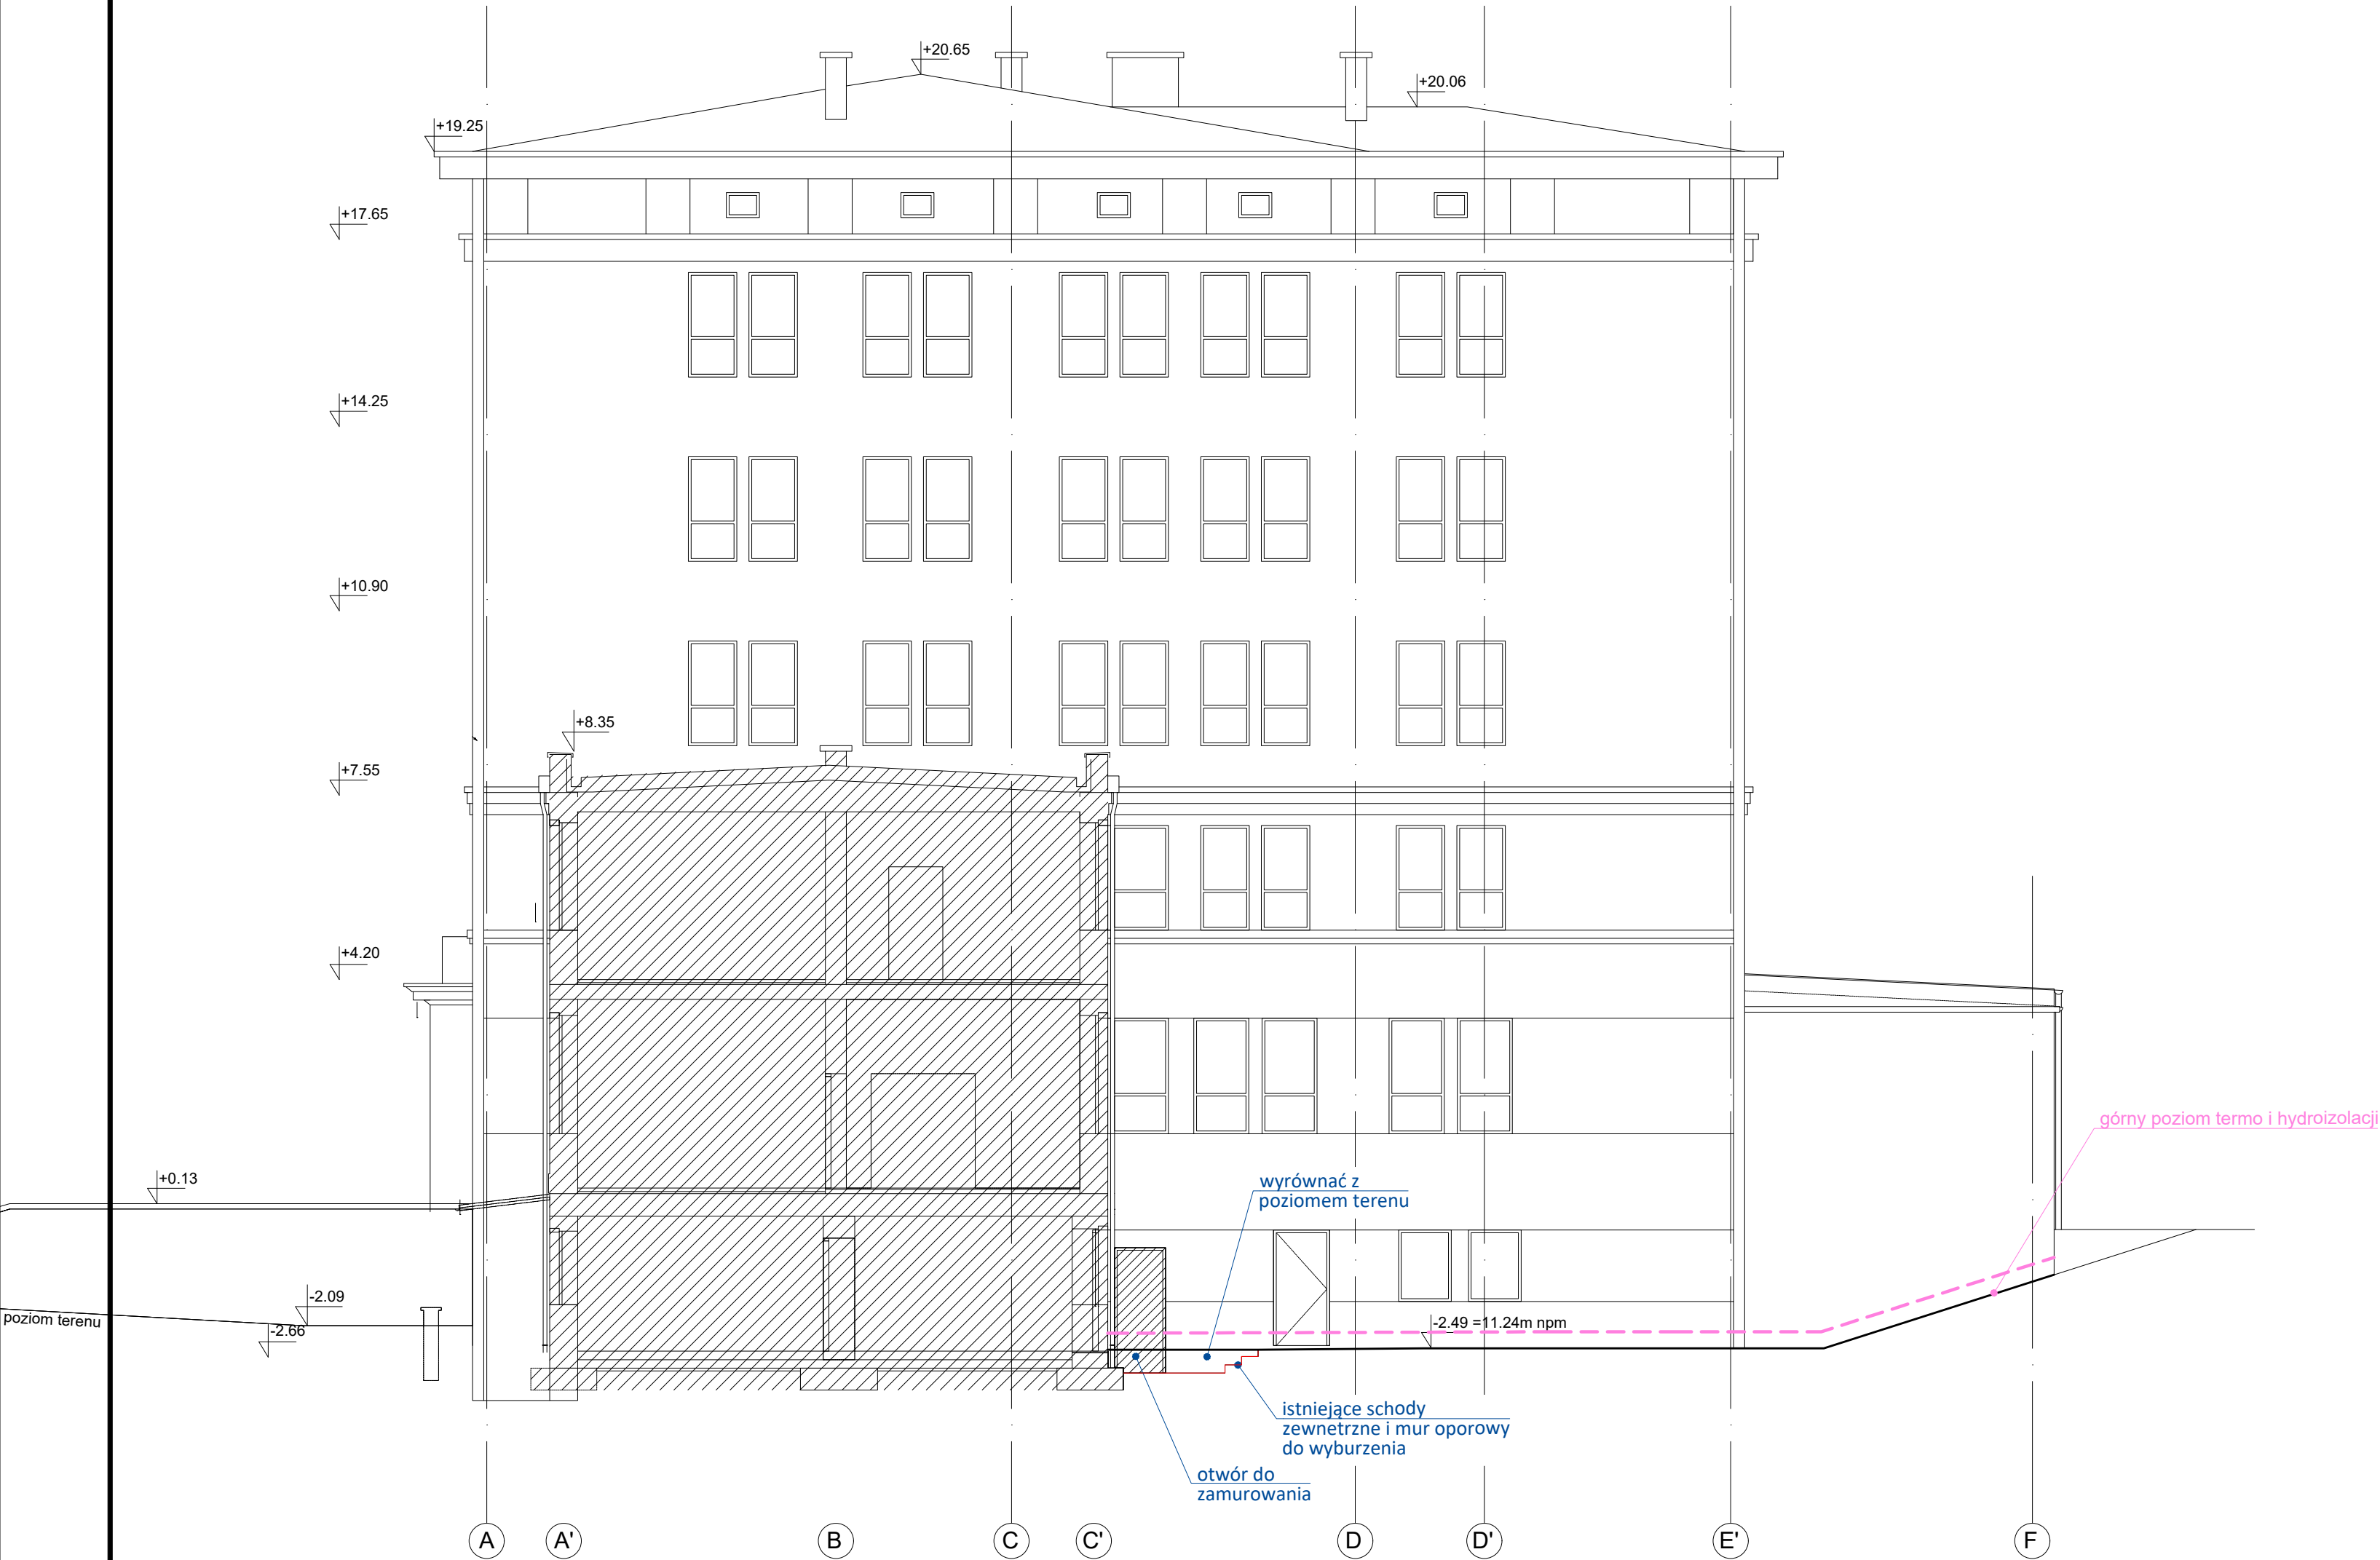 +20.65
+20.06
+19.25
+17.65
+14.25
+10.90
+8.35
+7.55
+4.20
górny poziom termo i hydroizolacji
+0.13
wyrównać z
poziomem terenu
-2.09
poziom terenu
-2.66
-2.49 =11.24m npm
istniejące schody
zewnetrzne i mur oporowy
do wyburzenia
otwór do
zamurowania
A
A'
B
C
C'
D
D'
E'
F